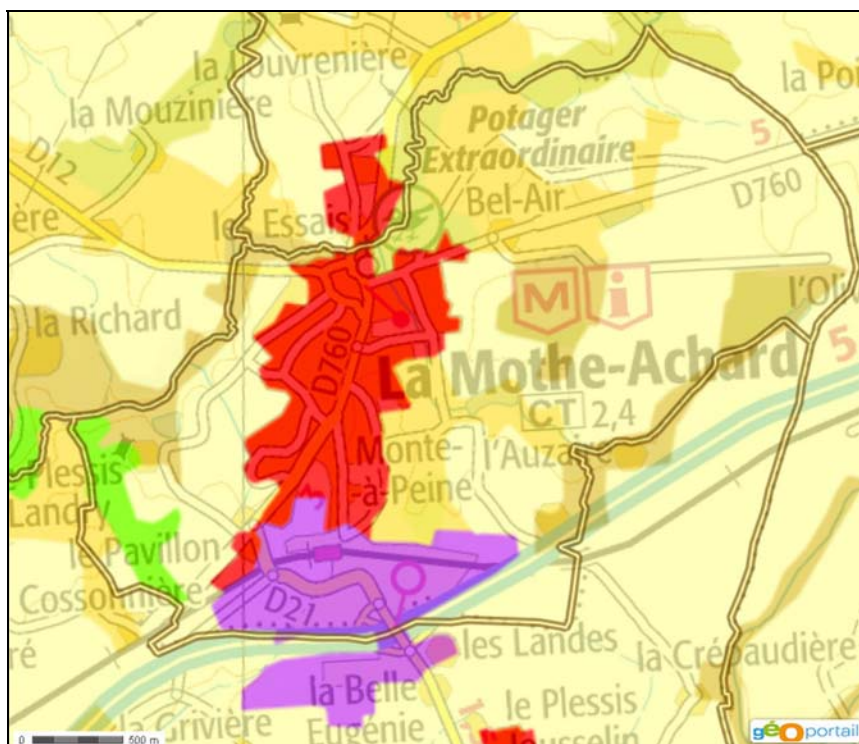 la Louvrenière
la Mouzinière
la Poi
Potager
Extraordinaire
5
D12
Bel-Air
D760
ère
les Essais
M i
l'Oli
la Richard
D760
5
La Mothe-Achard
CT 2,4
Monte-
-à-Peine
l'Auzaire
Plessis
Landry
le Pavillon
Cossonnière
D21
ré
les Landes
la Crépaudière
la Belle
Eugénie
le Plessis
Jousselin
la Grivière
0 500 m
géoportail